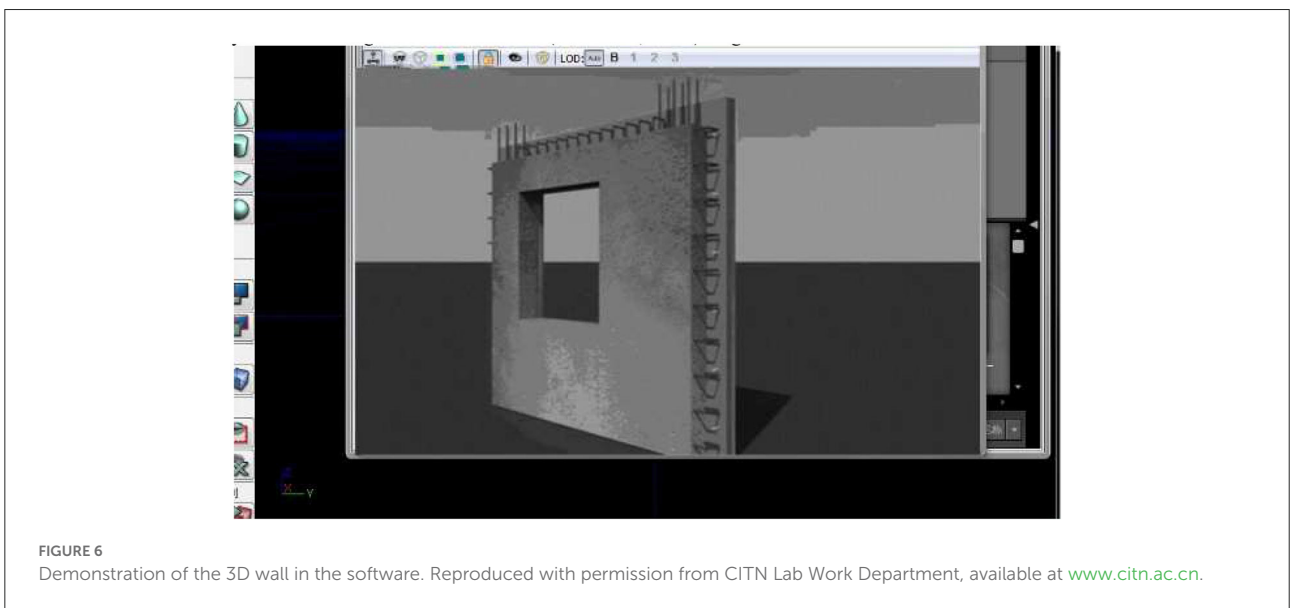 LOD: Auto B 1 2 3
Z
X Y
FIGURE 6
Demonstration of the 3D wall in the software. Reproduced with permission from CITN Lab Work Department, available at www.citn.ac.cn.